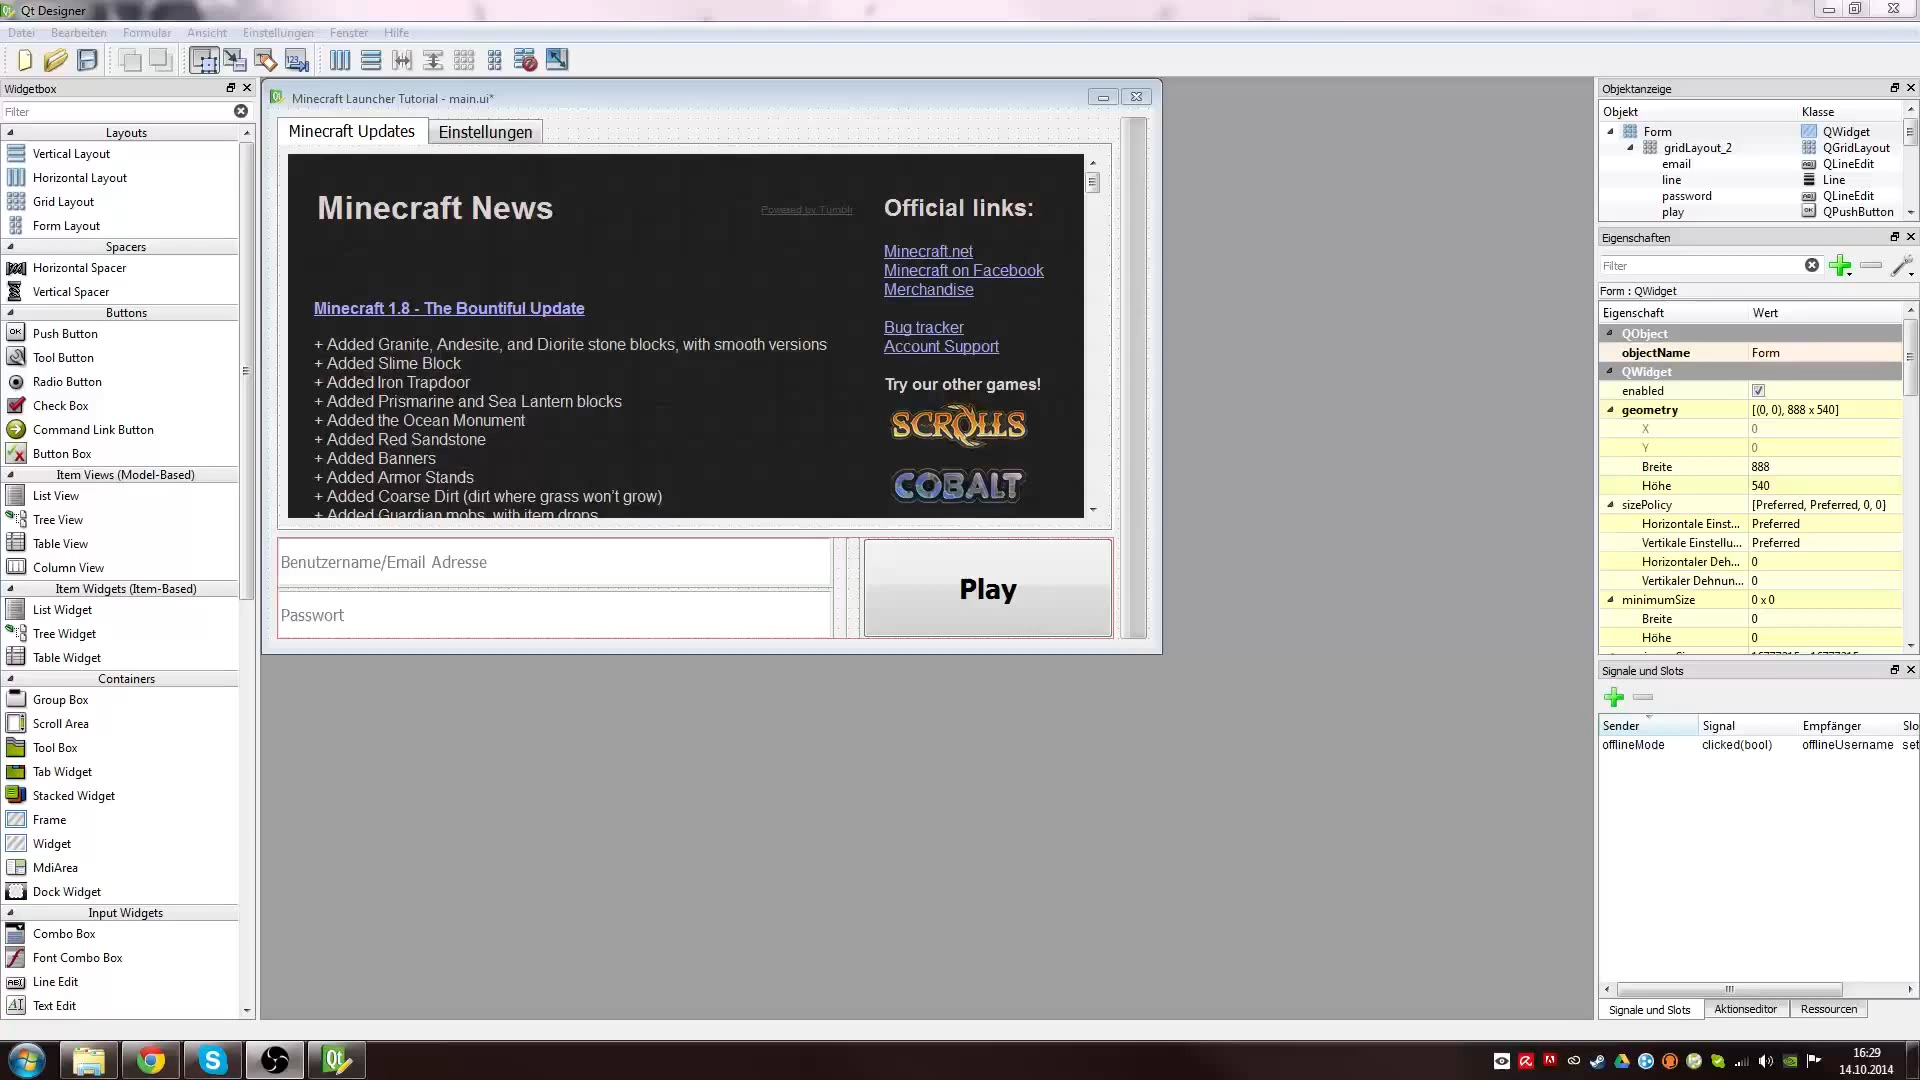 Qt Designer
Datei Bearbeiten Formular Ansicht Einstellungen Fenster Hilfe
Widgetbox
Filter
Layouts
Vertical Layout
Horizontal Layout
Grid Layout
Form Layout
Spacers
Horizontal Spacer
Vertical Spacer
Buttons
Push Button
Tool Button
Radio Button
Check Box
Command Link Button
Button Box
Item Views (Model-Based)
List View
Tree View
Table View
Column View
Item Widgets (Item-Based)
List Widget
Tree Widget
Table Widget
Containers
Group Box
Scroll Area
Tool Box
Tab Widget
Stacked Widget
Frame
Widget
MdiArea
Dock Widget
Input Widgets
Combo Box
Font Combo Box
Line Edit
Text Edit
Minecraft Launcher Tutorial - main.ui*
Minecraft Updates Einstellungen
Minecraft News
Powered by Tumblr
Minecraft 1.8 - The Bountiful Update
+ Added Granite, Andesite, and Diorite stone blocks, with smooth versions
+ Added Slime Block
+ Added Iron Trapdoor
+ Added Prismarine and Sea Lantern blocks
+ Added the Ocean Monument
+ Added Red Sandstone
+ Added Banners
+ Added Armor Stands
+ Added Coarse Dirt (dirt where grass won't grow)
+ Added Guardian mobs, with item drops
Official links:
Minecraft.net
Minecraft on Facebook
Merchandise
Bug tracker
Account Support
Try our other games!
SCROLLS
COBALT
Benutzername/Email Adresse
Passwort
Play
Objektanzeige
Objekt Klasse
Form QWidget
gridLayout_2 QGridLayout
email QLineEdit
line Line
password QLineEdit
play QPushButton
Eigenschaften
Filter
Form : QWidget
Eigenschaft Wert
QObject
objectName Form
QWidget
enabled
geometry [(0, 0), 888 x 540]
X 0
Y 0
Breite 888
Höhe 540
sizePolicy [Preferred, Preferred, 0, 0]
Horizontale Einst... Preferred
Vertikale Einstellu... Preferred
Horizontaler Deh... 0
Vertikaler Dehnun... 0
minimumSize 0 x 0
Breite 0
Höhe 0
Signale und Slots
Sender Signal Empfänger Slo
offlineMode clicked(bool) offlineUsername set
Signale und Slots Aktionseditor Ressourcen
16:29
14.10.2014